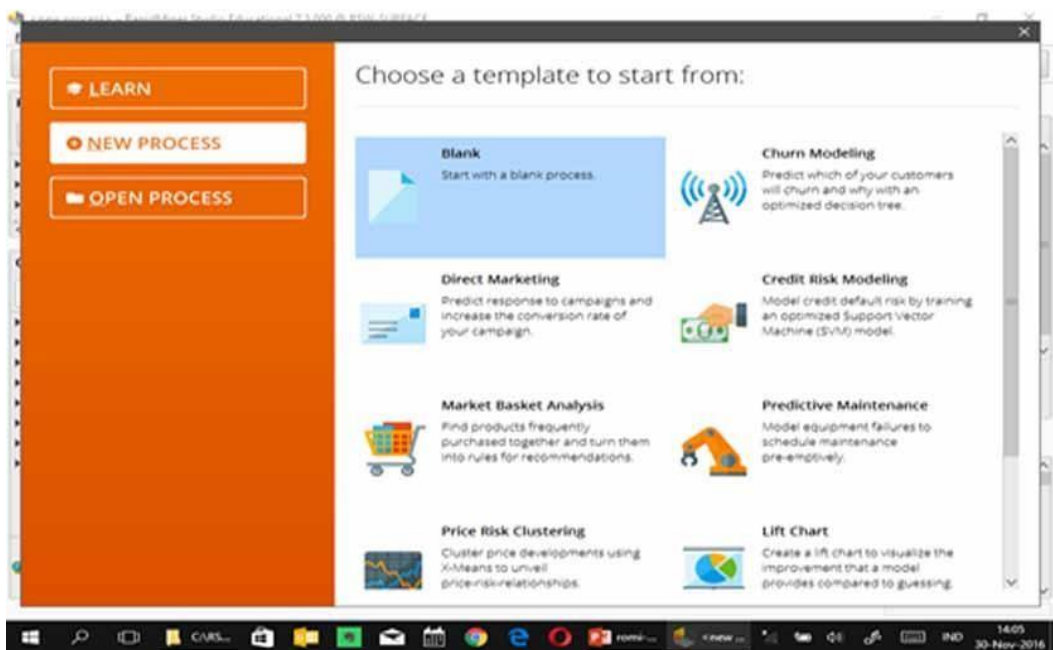 LEARN
NEW PROCESS
OPEN PROCESS
Choose a template to start from:
Blank
Start with a blank process.
Churn Modeling
Predict which of your customers
will churn and why with an
optimized decision tree.
Direct Marketing
Predict response to campaigns and
increase the conversion rate of
your campaign.
Credit Risk Modeling
Model credit default risk by training
an optimized Support Vector
Machine (SVM) model.
Market Basket Analysis
Find products frequently
purchased together and turn them
into rules for recommendations.
Predictive Maintenance
Model equipment failures to
schedule maintenance
pre-emptively.
Price Risk Clustering
Cluster price developments using
X-Means to unveil
price-risk-relationships.
Lift Chart
Create a lift chart to visualize the
improvement that a model
provides compared to guessing.
CARS...
romi-...
<new ...
IND
14:05
30-Nov-2016